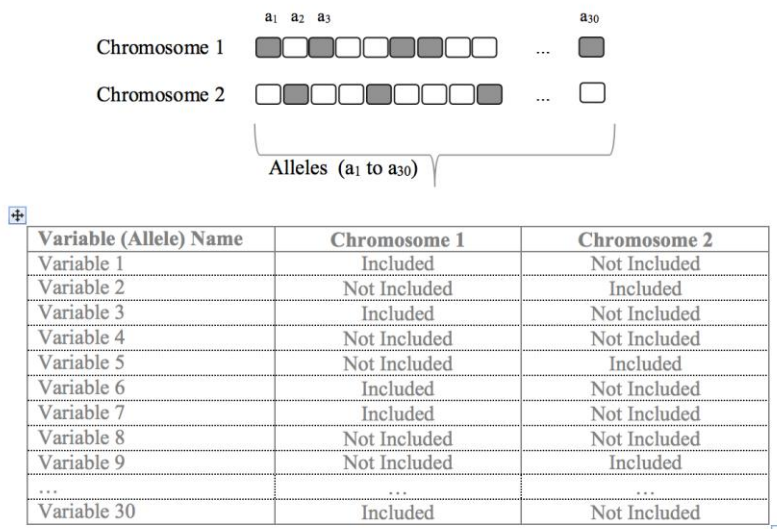 a1 a2 a3 a30
Chromosome 1 ...
Chromosome 2 ...
Alleles (a1 to a30)
Variable (Allele) Name Chromosome 1 Chromosome 2
Variable 1 Included Not Included
Variable 2 Not Included Included
Variable 3 Included Not Included
Variable 4 Not Included Not Included
Variable 5 Not Included Included
Variable 6 Included Not Included
Variable 7 Included Not Included
Variable 8 Not Included Not Included
Variable 9 Not Included Included
... ... ...
Variable 30 Included Not Included